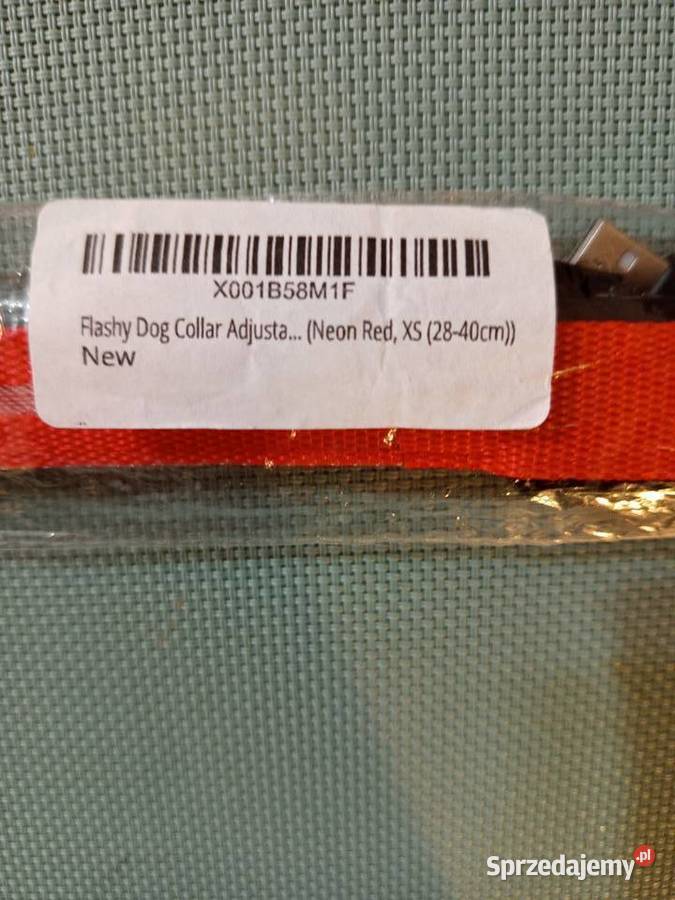 X001B58M1F
Flashy Dog Collar Adjusta... (Neon Red, XS (28-40cm))
New
Sprzedajemy.pl